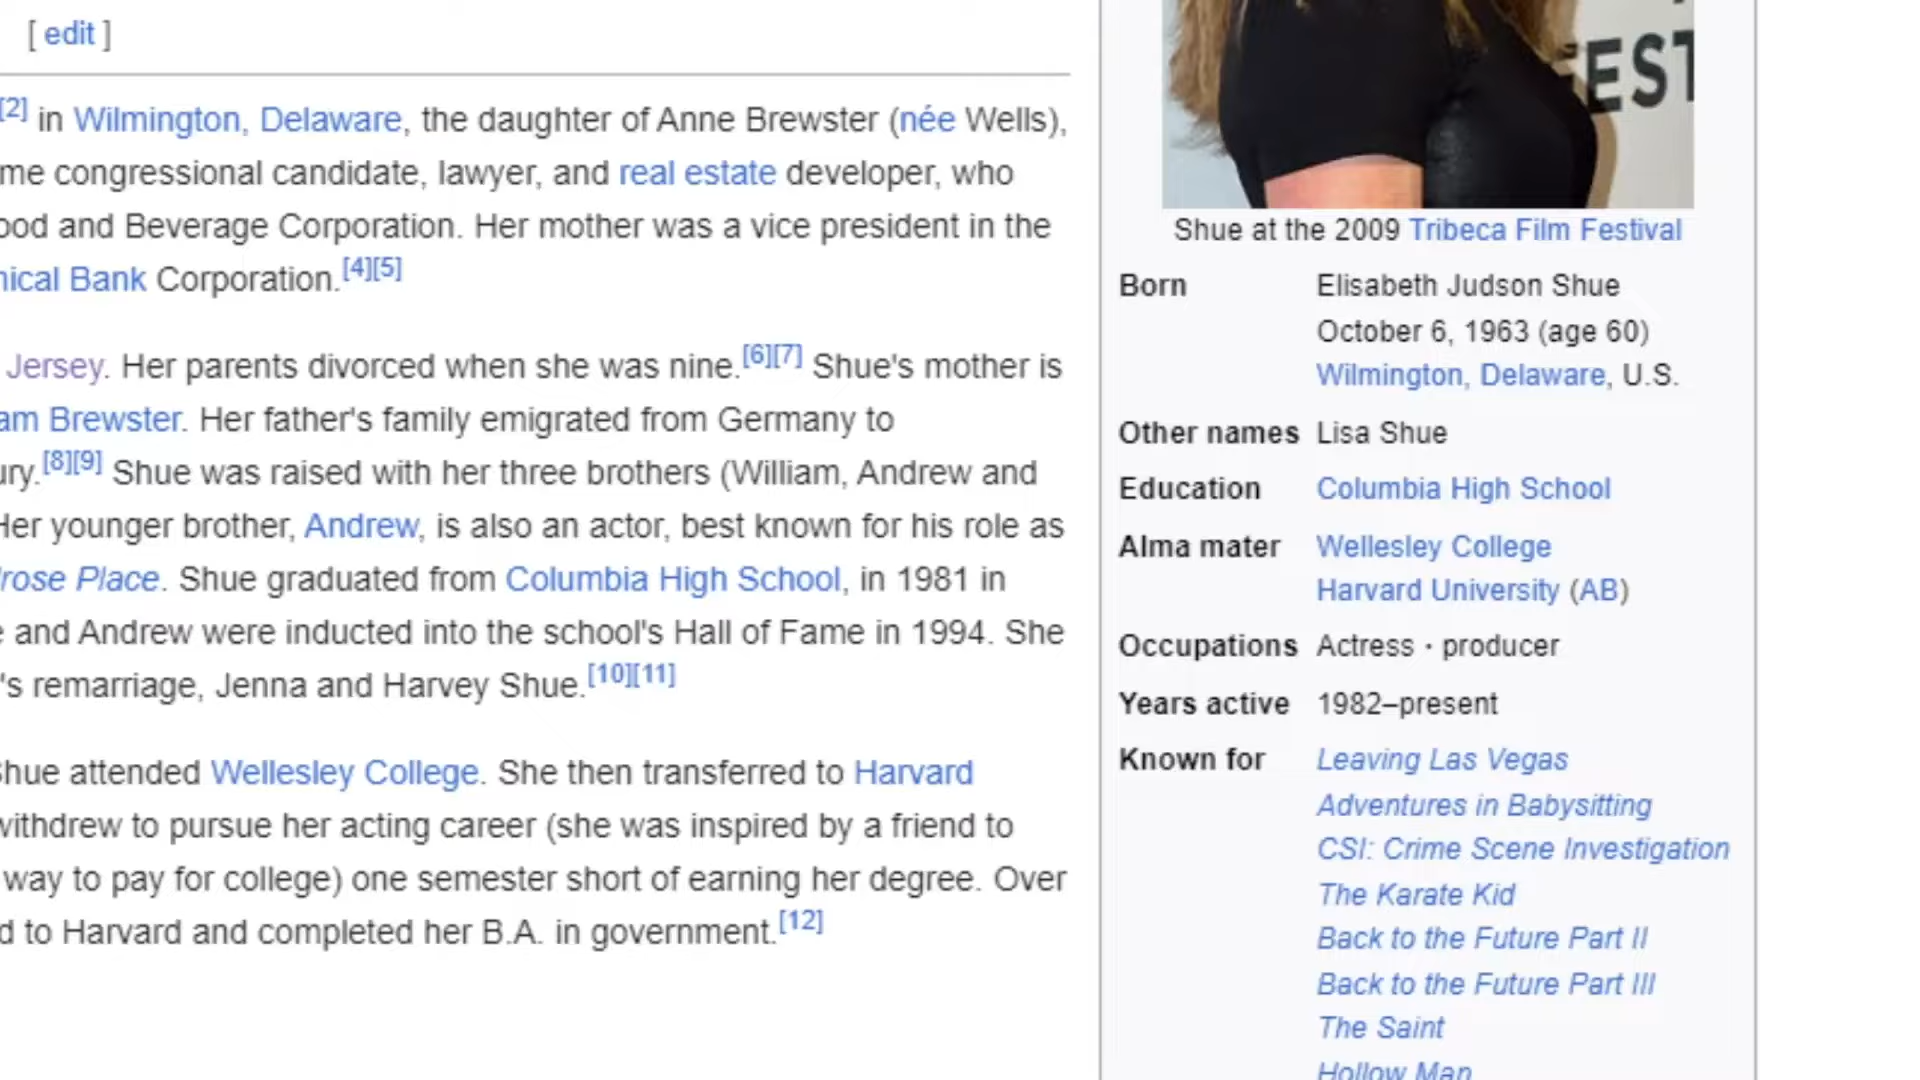 [ edit ]
[2] in Wilmington, Delaware, the daughter of Anne Brewster (née Wells),
me congressional candidate, lawyer, and real estate developer, who
ood and Beverage Corporation. Her mother was a vice president in the
nical Bank Corporation.[4][5]
Jersey. Her parents divorced when she was nine.[6][7] Shue's mother is
am Brewster. Her father's family emigrated from Germany to
ury.[8][9] Shue was raised with her three brothers (William, Andrew and
Her younger brother, Andrew, is also an actor, best known for his role as
lrose Place. Shue graduated from Columbia High School, in 1981 in
e and Andrew were inducted into the school's Hall of Fame in 1994. She
's remarriage, Jenna and Harvey Shue.[10][11]
Shue attended Wellesley College. She then transferred to Harvard
withdrew to pursue her acting career (she was inspired by a friend to
way to pay for college) one semester short of earning her degree. Over
d to Harvard and completed her B.A. in government.[12]
EST
Shue at the 2009 Tribeca Film Festival
Born Elisabeth Judson Shue
October 6, 1963 (age 60)
Wilmington, Delaware, U.S.
Other names Lisa Shue
Education Columbia High School
Alma mater Wellesley College
Harvard University (AB)
Occupations Actress · producer
Years active 1982–present
Known for Leaving Las Vegas
Adventures in Babysitting
CSI: Crime Scene Investigation
The Karate Kid
Back to the Future Part II
Back to the Future Part III
The Saint
Hollow Man